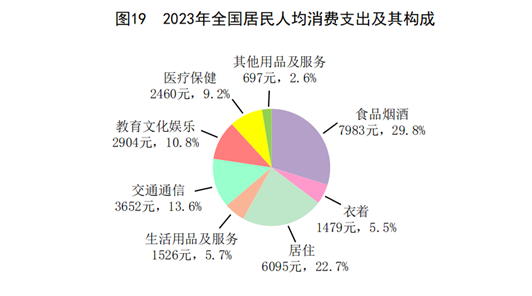 图19  2023年全国居民人均消费支出及其构成
其他用品及服务
697元，2.6%
医疗保健
2460元，9.2%
食品烟酒
7983元，29.8%
教育文化娱乐
2904元，10.8%
交通通信
3652元，13.6%
衣着
1479元，5.5%
生活用品及服务
1526元，5.7%
居住
6095元，22.7%